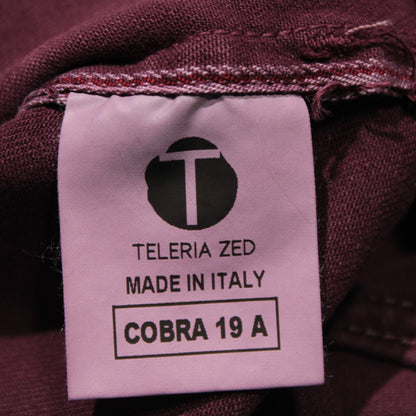 T
TELERIA ZED
MADE IN ITALY
COBRA 19 A